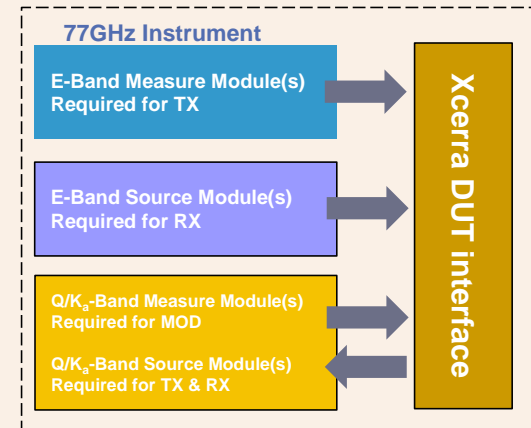 77GHz Instrument
E-Band Measure Module(s)
Required for TX
E-Band Source Module(s)
Required for RX
Q/Kₐ-Band Measure Module(s)
Required for MOD
Q/Kₐ-Band Source Module(s)
Required for TX & RX
Xcerra DUT interface